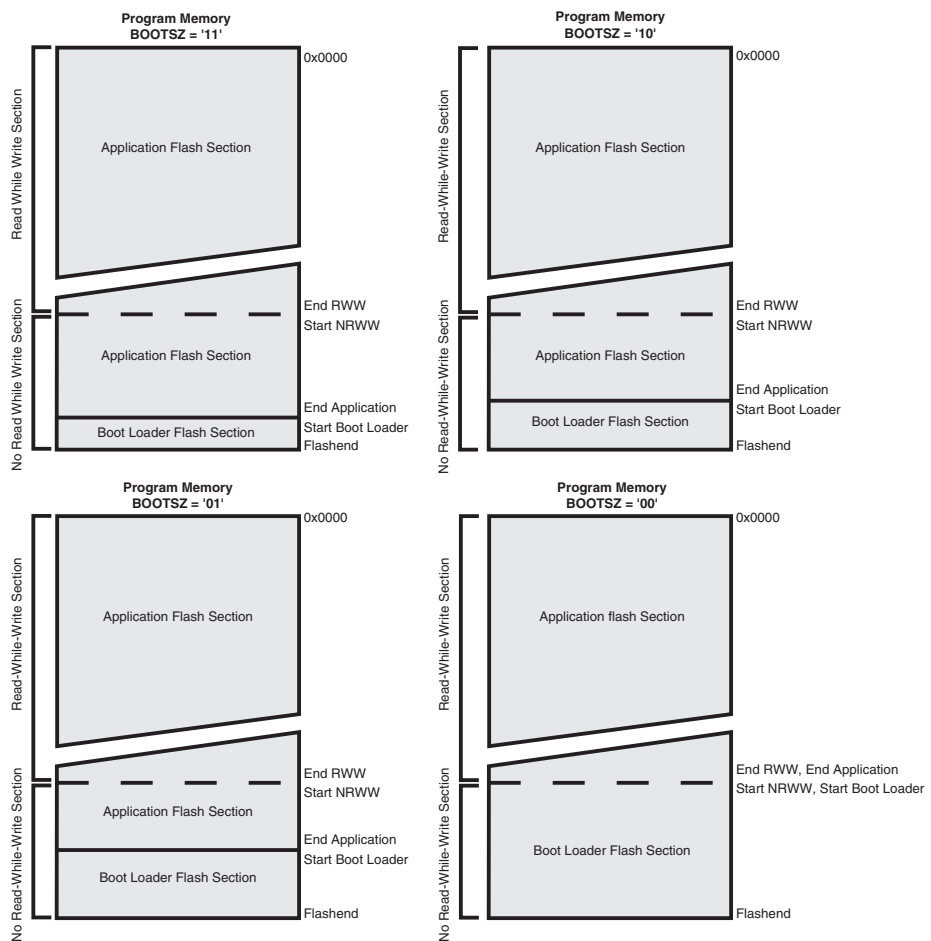 Program Memory
BOOTSZ = '11'
0x0000
Read While Write Section
Application Flash Section
End RWW
Start NRWW
No Read While Write Section
Application Flash Section
End Application
Start Boot Loader
Boot Loader Flash Section
Flashend
Program Memory
BOOTSZ = '10'
0x0000
Read-While-Write Section
Application Flash Section
End RWW
Start NRWW
No Read-While-Write Section
Application Flash Section
End Application
Start Boot Loader
Boot Loader Flash Section
Flashend
Program Memory
BOOTSZ = '01'
0x0000
Read-While-Write Section
Application Flash Section
End RWW
Start NRWW
No Read-While-Write Section
Application Flash Section
End Application
Start Boot Loader
Boot Loader Flash Section
Flashend
Program Memory
BOOTSZ = '00'
0x0000
Read-While-Write Section
Application flash Section
End RWW, End Application
Start NRWW, Start Boot Loader
No Read-While-Write Section
Boot Loader Flash Section
Flashend